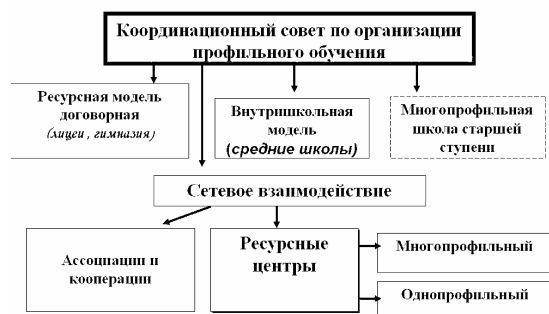 Координационный совет по организации
профильного обучения
Ресурсная модель
договорная
(лицеи , гимназия)
Внутришкольная
модель
(средние школы)
Многопрофильная
школа старшей
ступени
Сетевое взаимодействие
Ассоциации и
кооперации
Ресурсные
центры
Многопрофильный
Однопрофильный